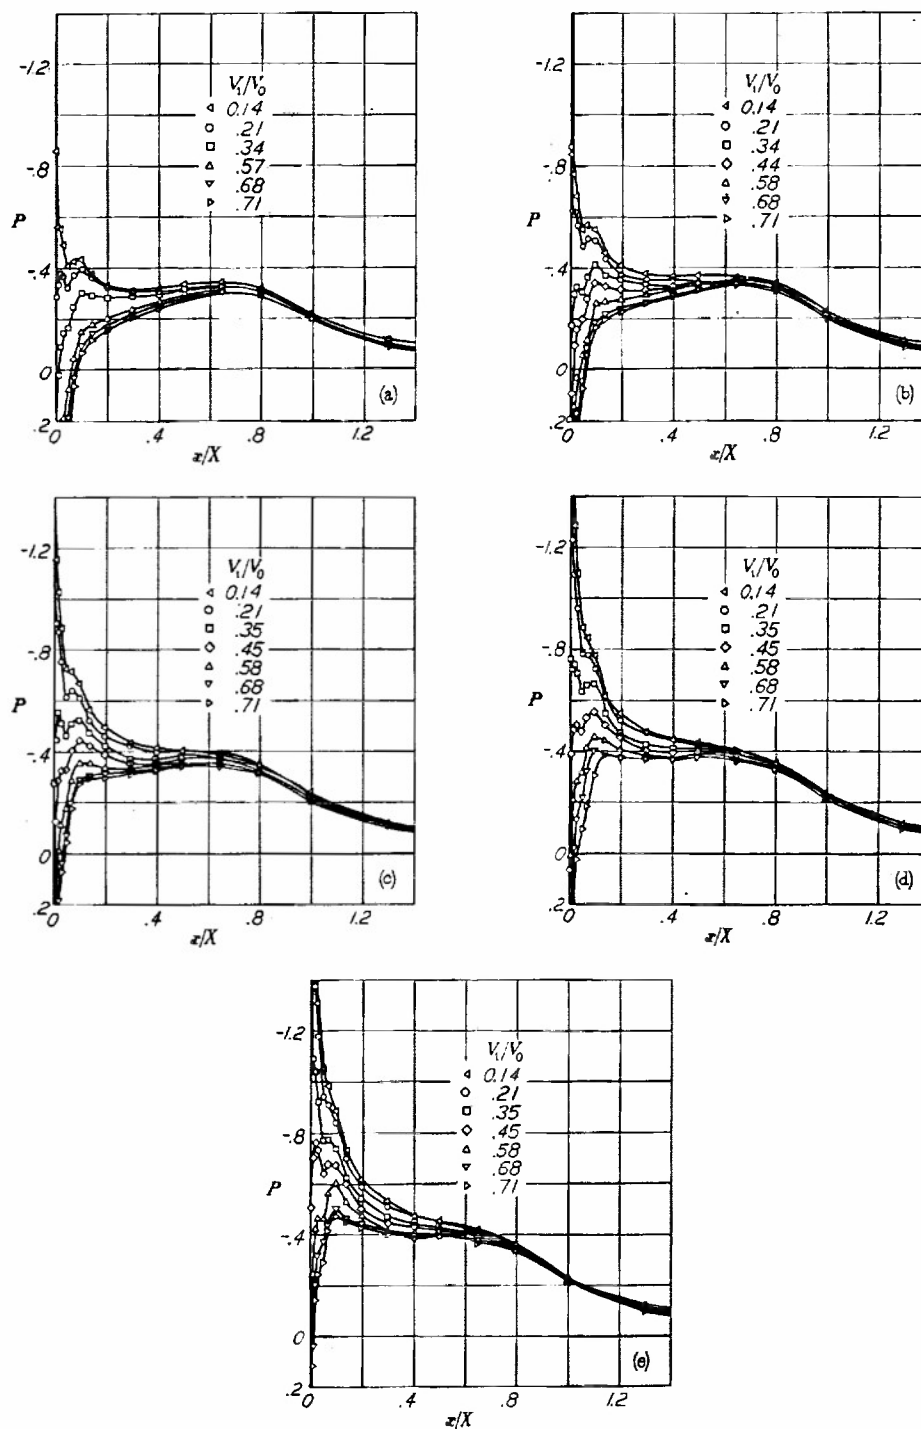 -1.2
-.8
P
-.4
0
.2
0 .4 .8 1.2
x/X
V₁/V₀
0.14
.21
.34
.57
.68
.71
(a)
-1.2
-.8
P
-.4
0
.2
0 .4 .8 1.2
x/X
V₁/V₀
0.14
.21
.34
.44
.58
.68
.71
(b)
-1.2
-.8
P
-.4
0
.2
0 .4 .8 1.2
x/X
V₁/V₀
0.14
.21
.35
.45
.58
.68
.71
(c)
-1.2
-.8
P
-.4
0
.2
0 .4 .8 1.2
x/X
V₁/V₀
0.14
.21
.35
.45
.58
.68
.71
(d)
-1.2
-.8
P
-.4
0
.2
0 .4 .8 1.2
x/X
V₁/V₀
0.14
.21
.35
.45
.58
.68
.71
(e)